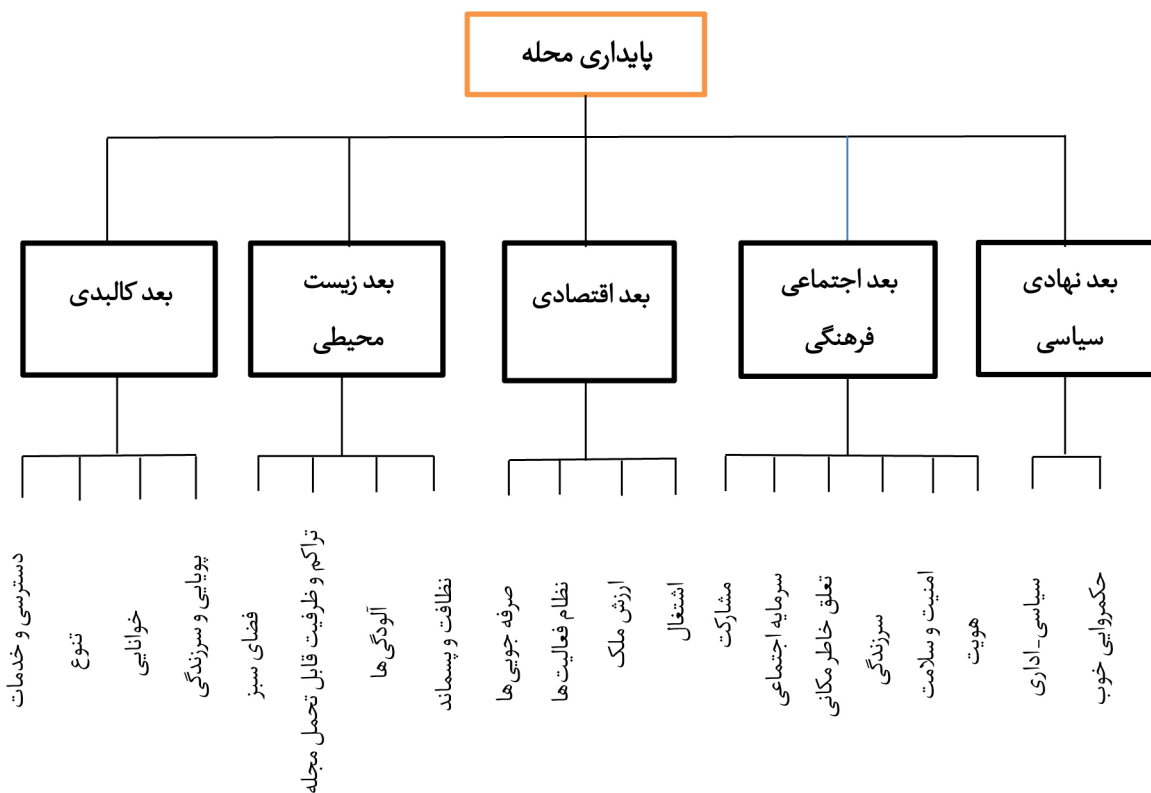 پایداری محله
بعد نهادی
سیاسی
بعد اجتماعی
فرهنگی
بعد اقتصادی
بعد زیست
محیطی
بعد کالبدی
حکمروایی خوب
سیاسی-اداری
هویت
امنیت و سلامت
سرزندگی
تعلق خاطر مکانی
سرمایه اجتماعی
مشارکت
اشتغال
ارزش ملک
نظام فعالیت‌ها
صرفه جویی‌ها
نظافت و پسماند
آلودگی‌ها
تراکم و ظرفیت قابل تحمل مجله
فضای سبز
پویایی و سرزندگی
خوانایی
تنوع
دسترسی و خدمات